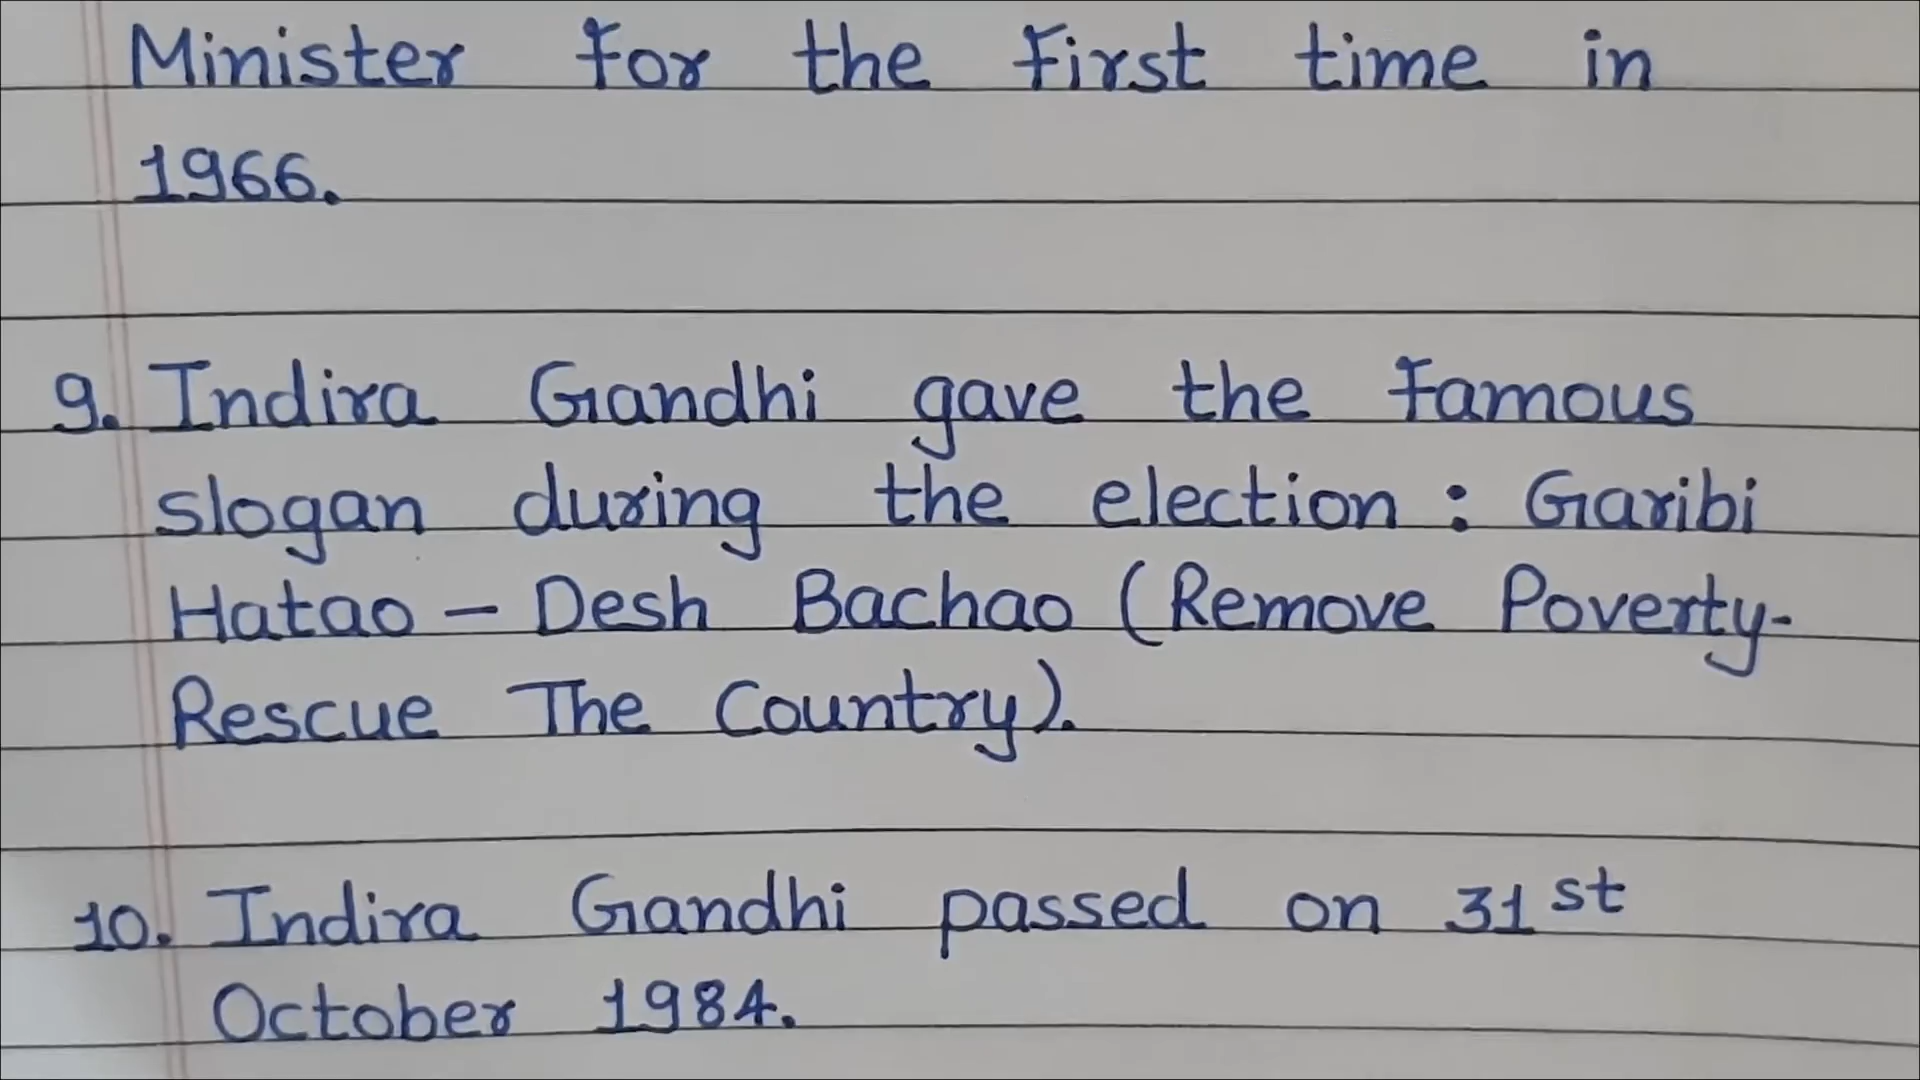 Minister for the first time in
1966.
9. Indira Gandhi gave the famous
slogan during the election : Garibi
Hatao - Desh Bachao (Remove Poverty-
Rescue The Country).
10. Indira Gandhi passed on 31st
October 1984.